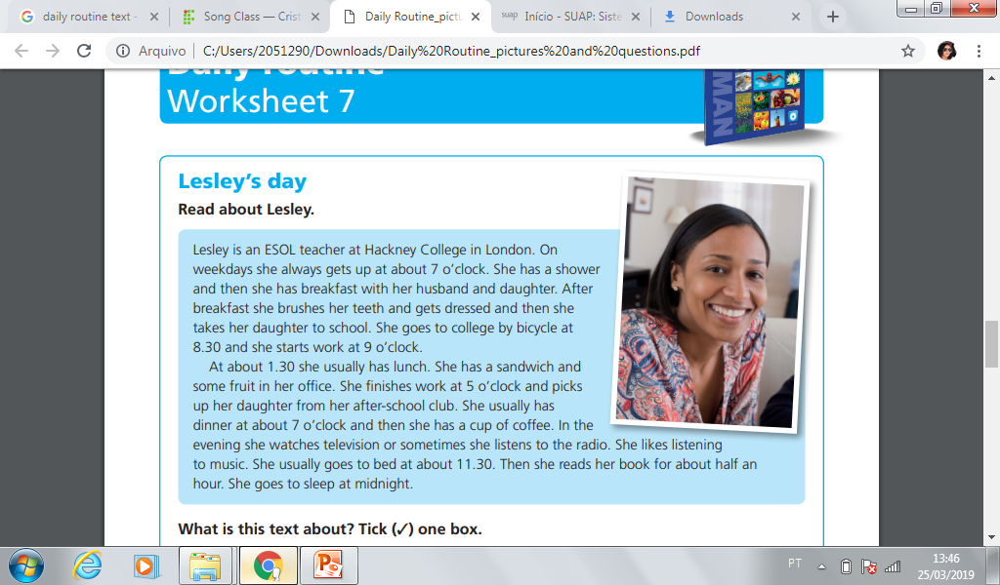 daily routine text -
Song Class — Crist
Daily Routine_pictu
suap Início - SUAP: Siste
Downloads
Arquivo C:/Users/2051290/Downloads/Daily%20Routine_pictures%20and%20questions.pdf
Daily routine
Worksheet 7
MAN
Lesley's day
Read about Lesley.
Lesley is an ESOL teacher at Hackney College in London. On
weekdays she always gets up at about 7 o'clock. She has a shower
and then she has breakfast with her husband and daughter. After
breakfast she brushes her teeth and gets dressed and then she
takes her daughter to school. She goes to college by bicycle at
8.30 and she starts work at 9 o'clock.
At about 1.30 she usually has lunch. She has a sandwich and
some fruit in her office. She finishes work at 5 o'clock and picks
up her daughter from her after-school club. She usually has
dinner at about 7 o'clock and then she has a cup of coffee. In the
evening she watches television or sometimes she listens to the radio. She likes listening
to music. She usually goes to bed at about 11.30. Then she reads her book for about half an
hour. She goes to sleep at midnight.
What is this text about? Tick (✓) one box.
PT
13:46
25/03/2019